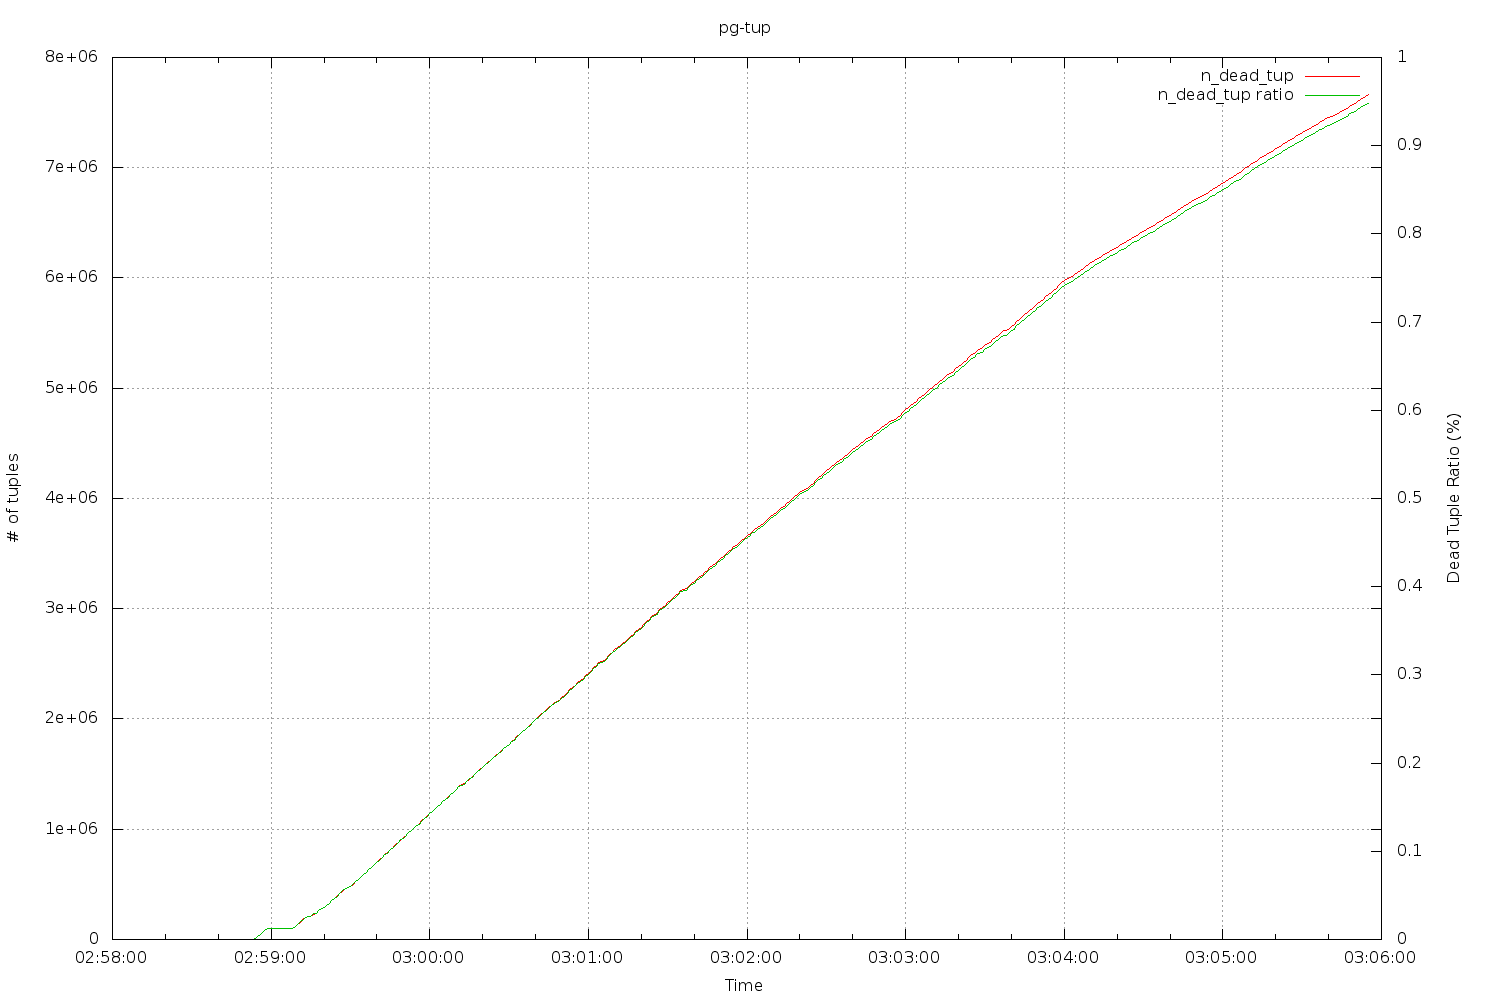 pg-tup
n_dead_tup
n_dead_tup ratio
8e+06
7e+06
6e+06
5e+06
4e+06
3e+06
2e+06
1e+06
0
# of tuples
1
0.9
0.8
0.7
0.6
0.5
0.4
0.3
0.2
0.1
0
Dead Tuple Ratio (%)
02:58:00 02:59:00 03:00:00 03:01:00 03:02:00 03:03:00 03:04:00 03:05:00 03:06:00
Time